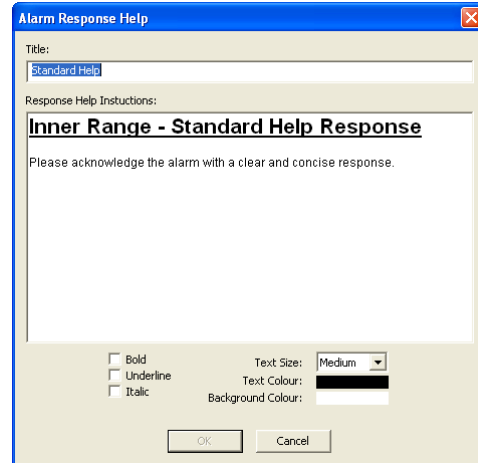 Alarm Response Help
Title:
Standard Help
Response Help Instuctions:
Inner Range - Standard Help Response
Please acknowledge the alarm with a clear and concise response.
Bold
Underline
Italic
Text Size: Medium
Text Colour:
Background Colour:
OK Cancel